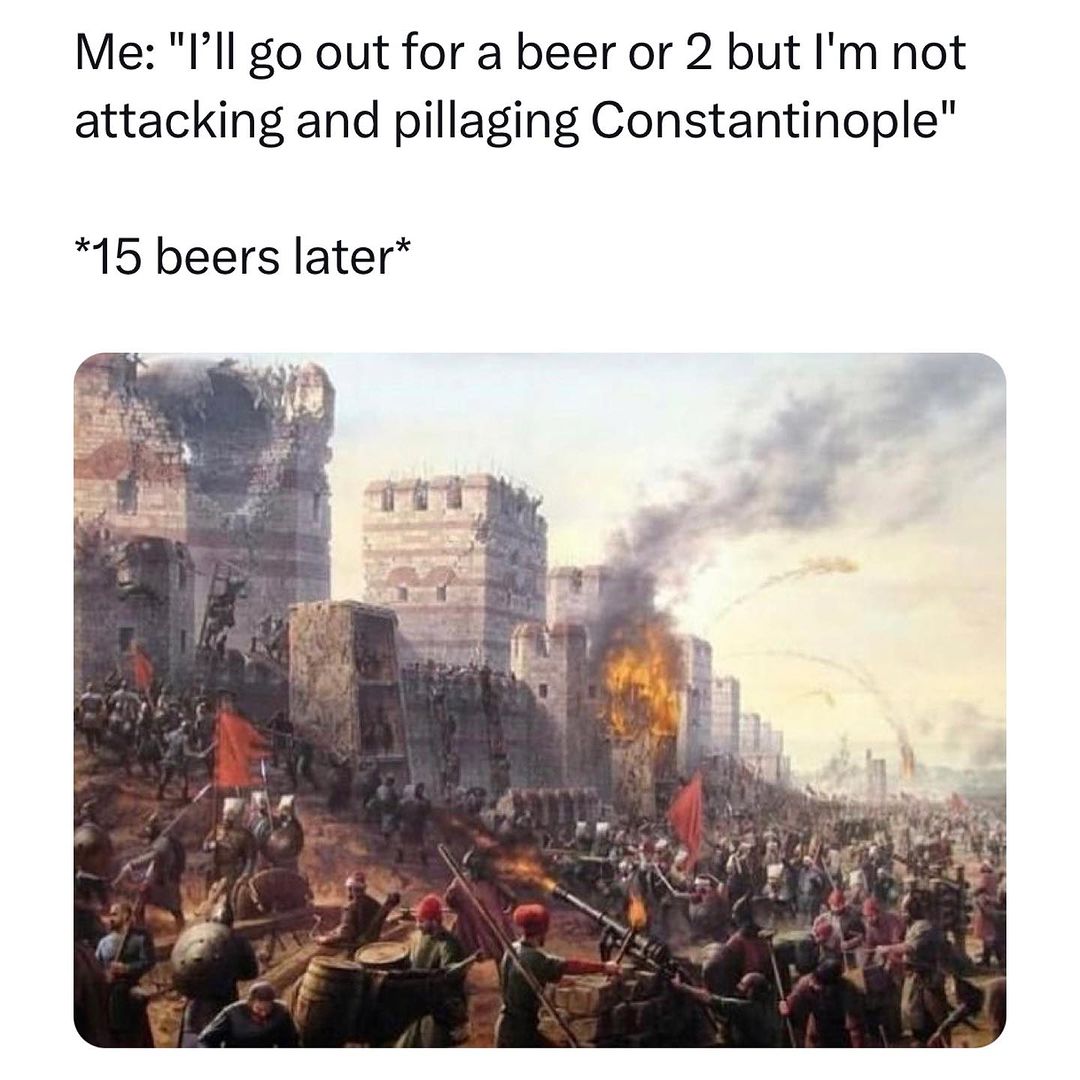 Me: "I’ll go out for a beer or 2 but I'm not
attacking and pillaging Constantinople"
*15 beers later*